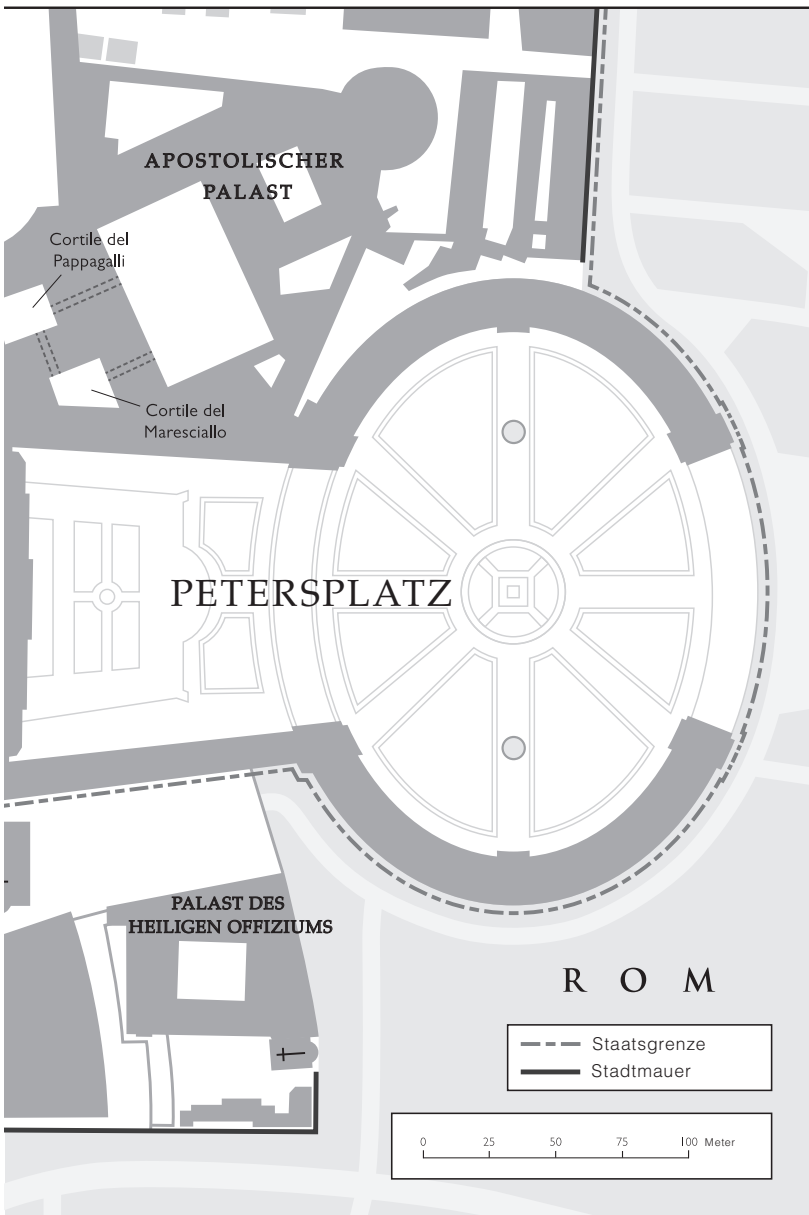 APOSTOLISCHER
PALAST
Cortile del
Pappagalli
Cortile del
Maresciallo
PETERSPLATZ
PALAST DES
HEILIGEN OFFIZIUMS
ROM
Staatsgrenze
Stadtmauer
0 25 50 75 100 Meter